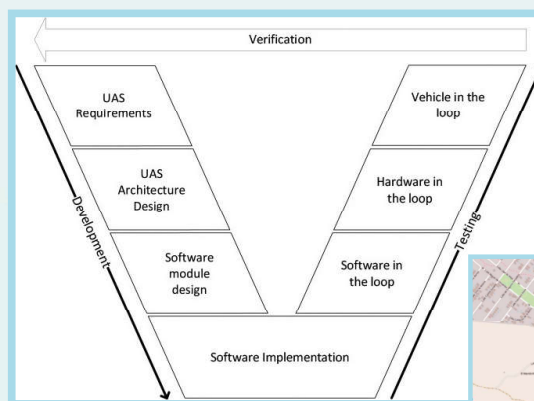 Verification
UAS
Requirements
Vehicle in the
loop
UAS
Architecture
Design
Hardware in
the loop
Development
Testing
Software
module
design
Software in
the loop
Software Implementation